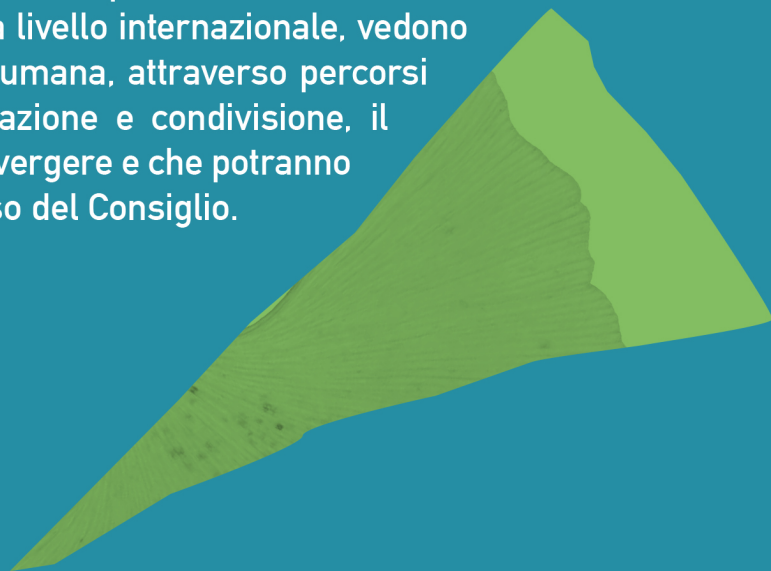 livello internazionale, vedono
umana, attraverso percorsi
azione e condivisione, il
vergere e che potranno
so del Consiglio.